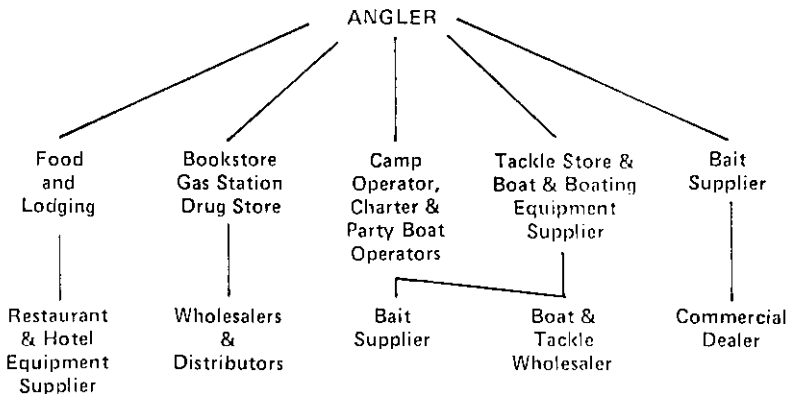 ANGLER
Food
and
Lodging
Bookstore
Gas Station
Drug Store
Camp
Operator,
Charter &
Party Boat
Operators
Tackle Store &
Boat & Boating
Equipment
Supplier
Bait
Supplier
Restaurant
& Hotel
Equipment
Supplier
Wholesalers
&
Distributors
Bait
Supplier
Boat &
Tackle
Wholesaler
Commercial
Dealer